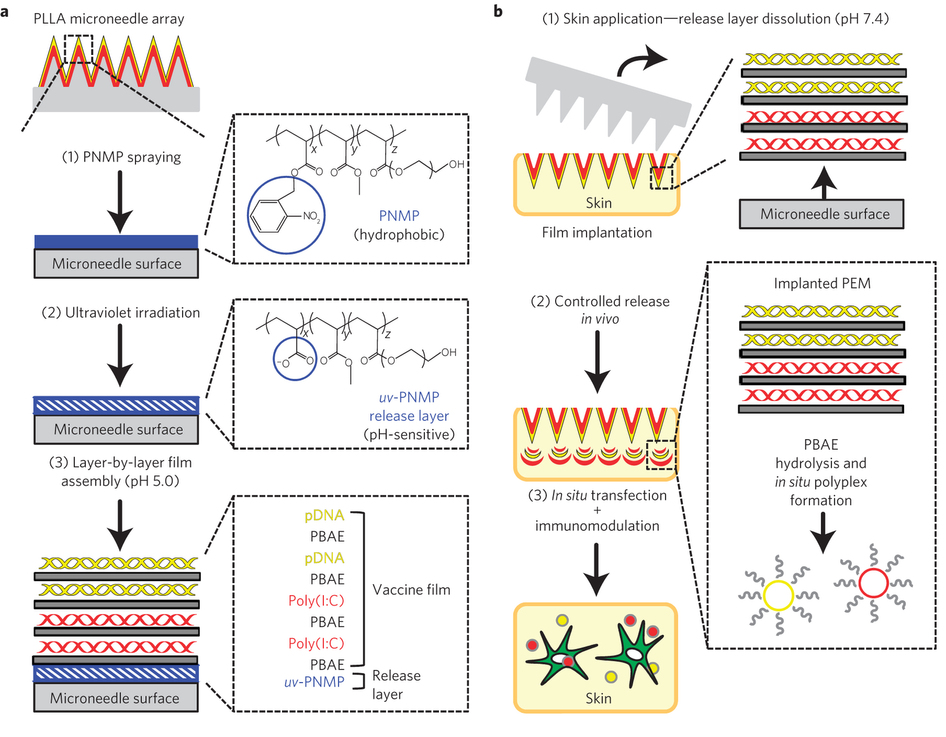 a
PLLA microneedle array
(1) PNMP spraying
Microneedle surface
x
y
z
O
O
O
O
O
O
OH
NO2
PNMP
(hydrophobic)
(2) Ultraviolet irradiation
Microneedle surface
x
y
z
-O
O
O
O
O
O
OH
uv-PNMP
release layer
(pH-sensitive)
(3) Layer-by-layer film
assembly (pH 5.0)
Microneedle surface
pDNA
PBAE
pDNA
PBAE
Poly(I:C)
PBAE
Poly(I:C)
PBAE
uv-PNMP
Vaccine film
Release
layer
b
(1) Skin application—release layer dissolution (pH 7.4)
Skin
Film implantation
Microneedle surface
(2) Controlled release
in vivo
(3) In situ transfection
+
immunomodulation
Skin
Implanted PEM
PBAE
hydrolysis and
in situ polyplex
formation